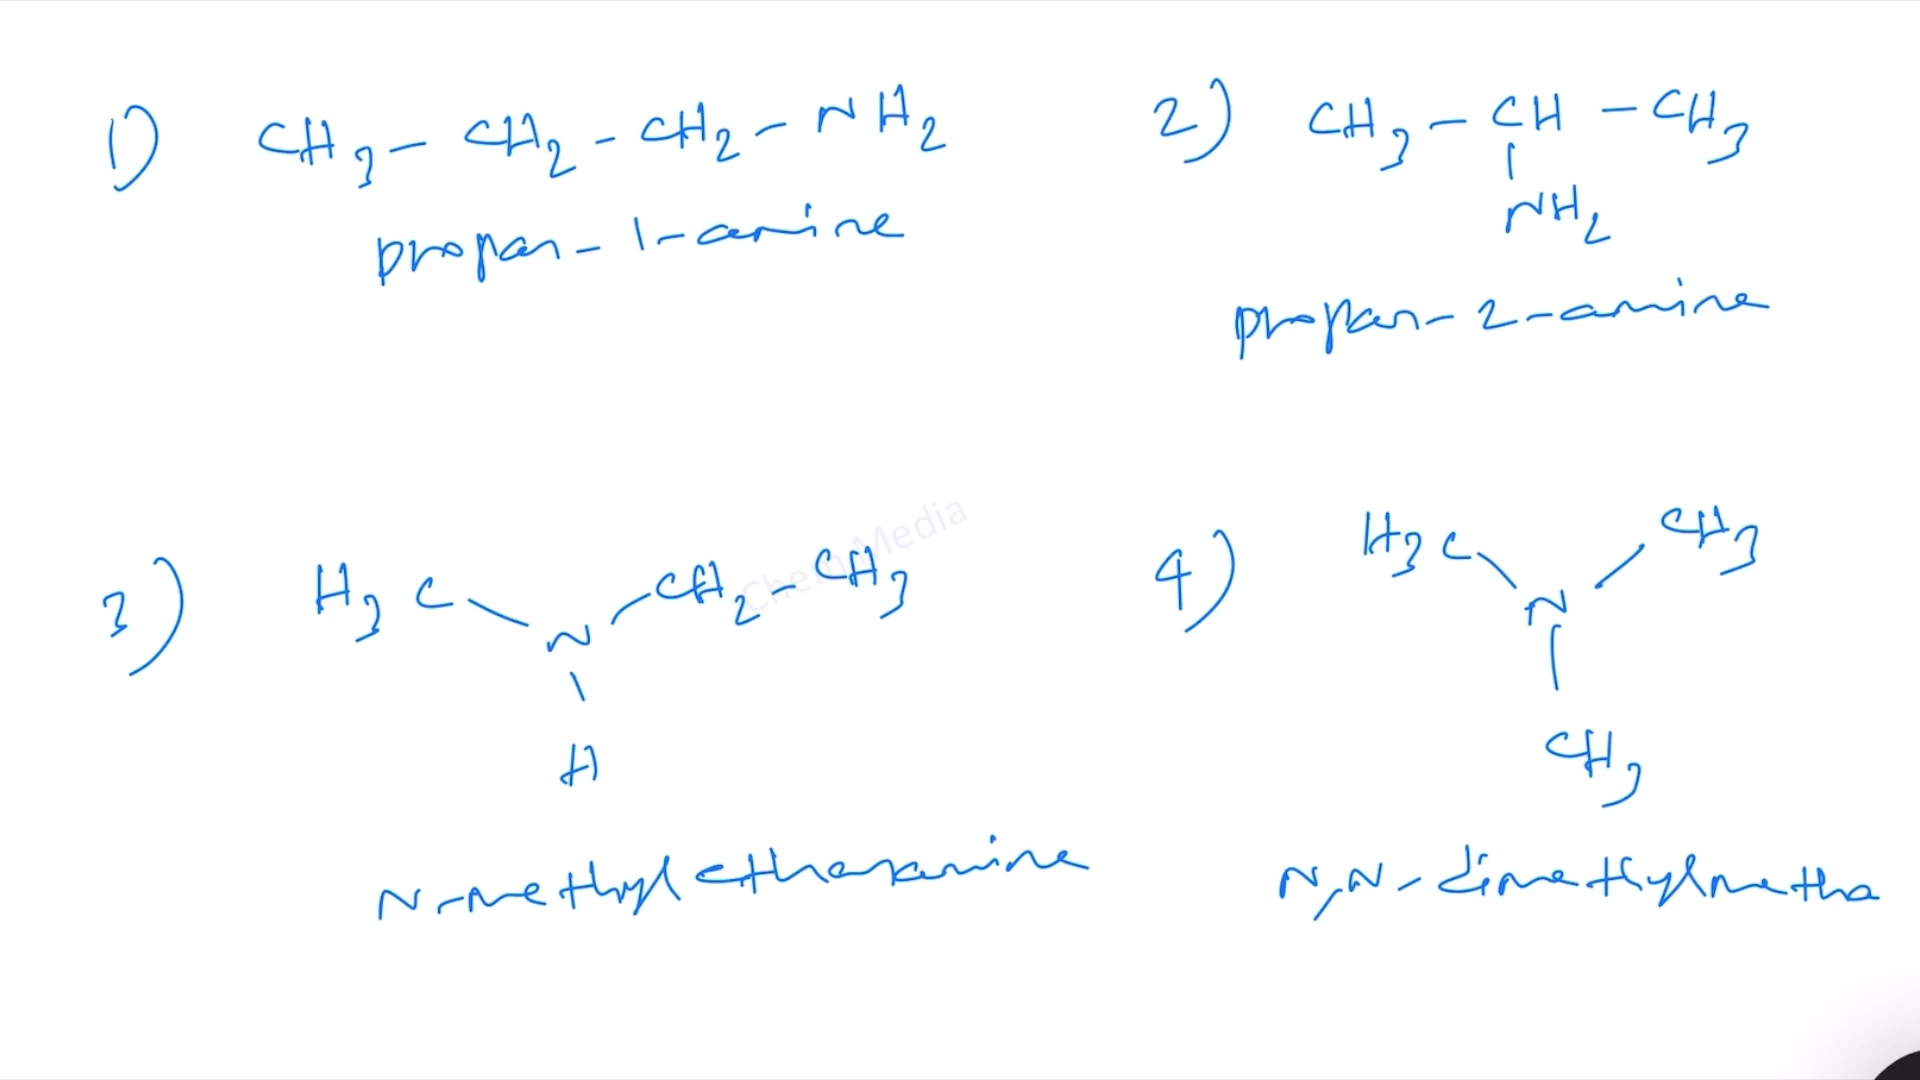 1) CH3 – CH2 – CH2 – NH2
propan – 1 – amine
2) CH3 – CH – CH3
NH2
propan – 2 – amine
3) H3C N CH2 – CH3
H
N-methylethanamine
4) H3C N CH3
CH3
N,N-dimethylmetha
ChemMedia